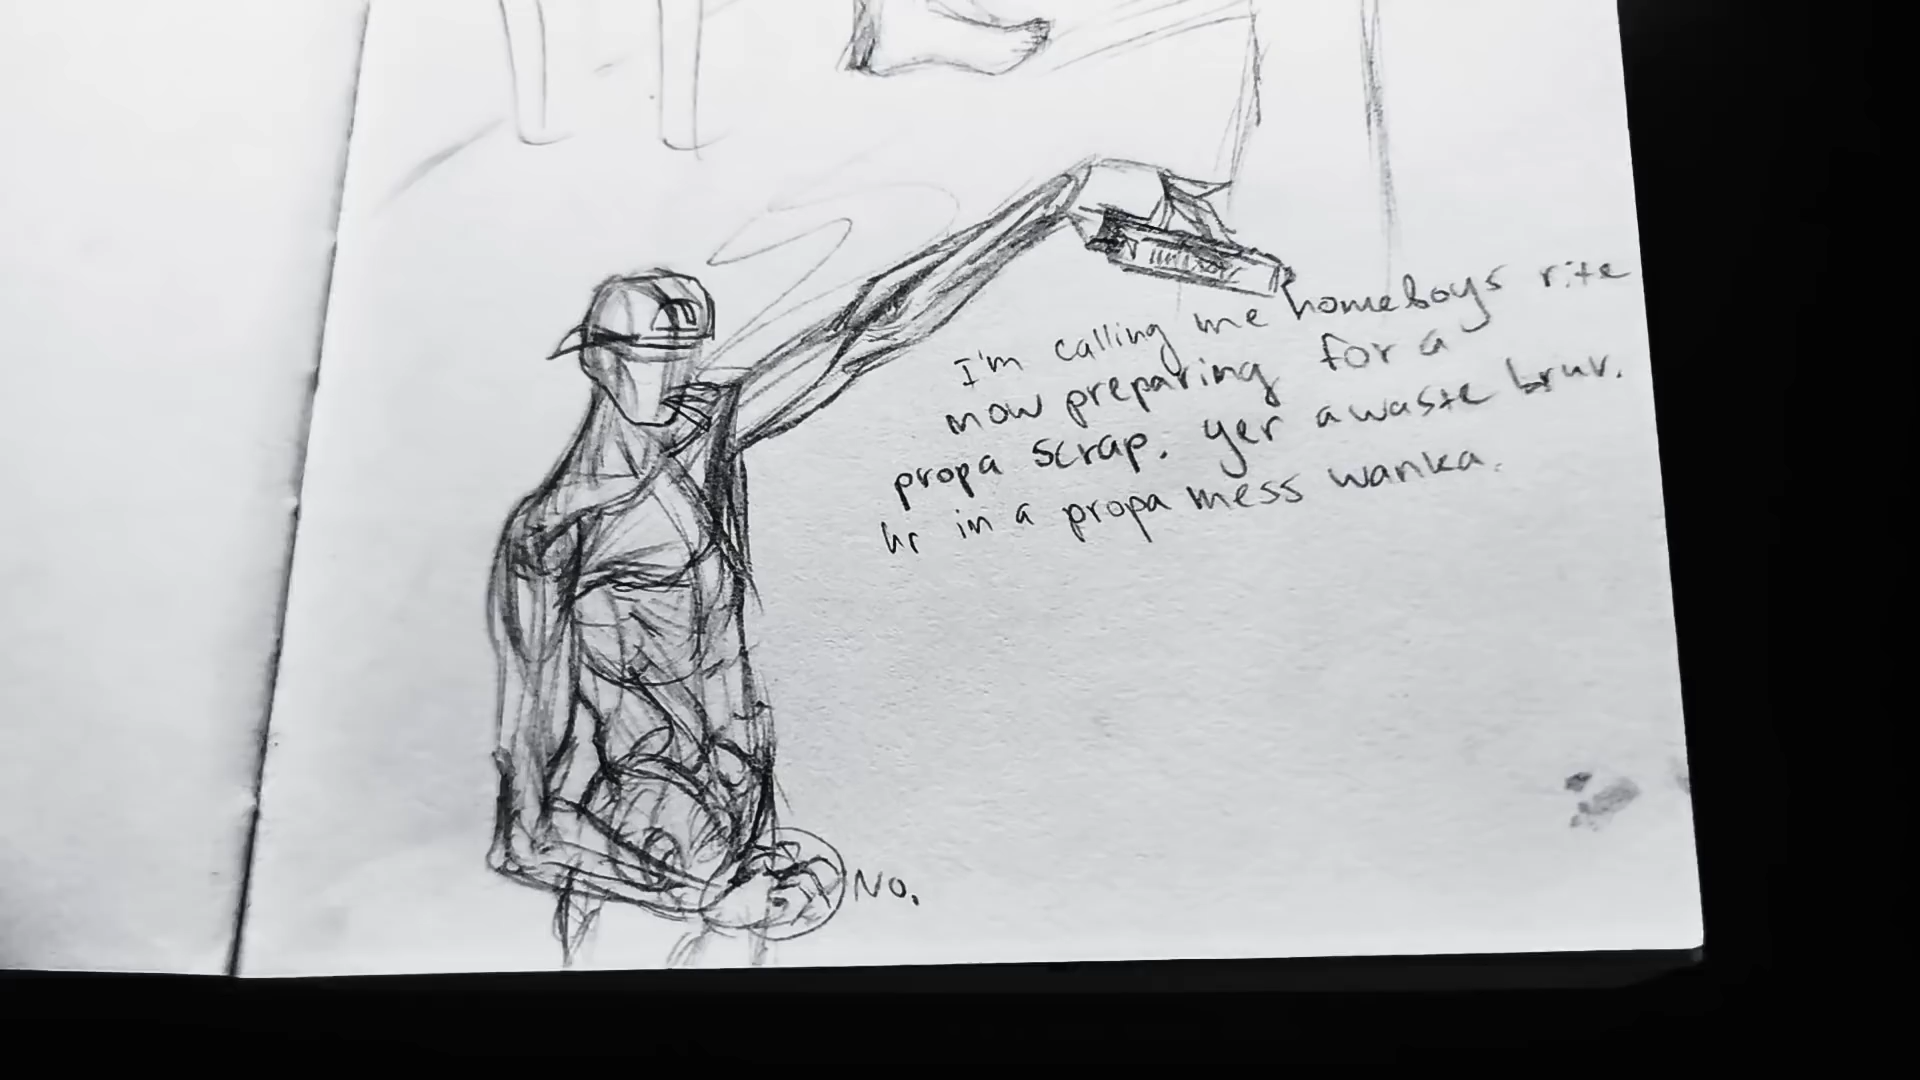 I'm calling me homeboys rite
now preparing for a
propa scrap. yer a waste bruv.
ur in a propa mess wanka.
No.